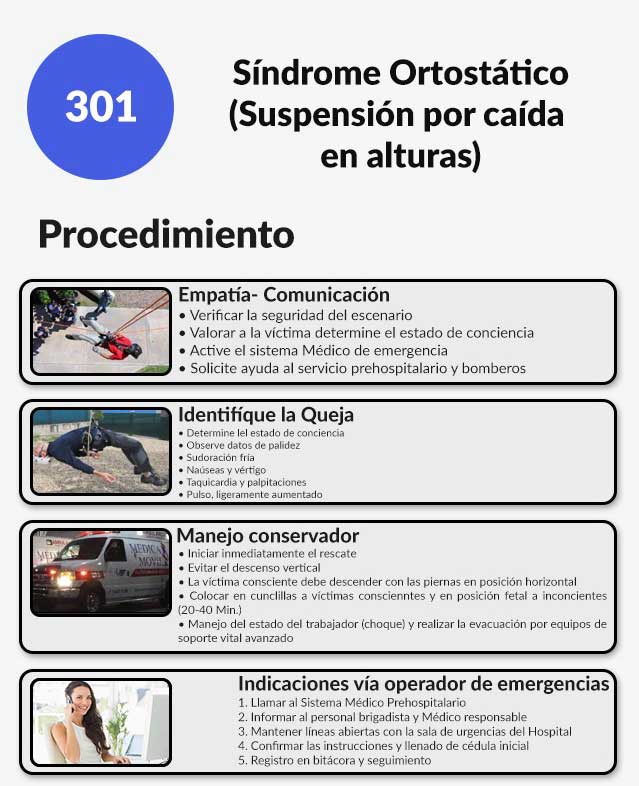 301
Síndrome Ortostático
(Suspensión por caída
en alturas)
Procedimiento
Empatía- Comunicación
• Verificar la seguridad del escenario
• Valorar a la víctima determine el estado de conciencia
• Active el sistema Médico de emergencia
• Solicite ayuda al servicio prehospitalario y bomberos
Identifíque la Queja
• Determine lel estado de conciencia
• Observe datos de palidez
• Sudoración fría
• Naúseas y vértigo
• Taquicardia y palpitaciones
• Pulso, ligeramente aumentado
MEDICA
MOVIL
Manejo conservador
• Iniciar inmediatamente el rescate
• Evitar el descenso vertical
• La víctima consciente debe descender con las piernas en posición horizontal
• Colocar en cunclillas a víctimas conscienntes y en posición fetal a inconcientes
(20-40 Min.)
• Manejo del estado del trabajador (choque) y realizar la evacuación por equipos de
soporte vital avanzado
Indicaciones vía operador de emergencias
1. Llamar al Sistema Médico Prehospitalario
2. Informar al personal brigadista y Médico responsable
3. Mantener líneas abiertas con la sala de urgencias del Hospital
4. Confirmar las instrucciones y llenado de cédula inicial
5. Registro en bitácora y seguimiento